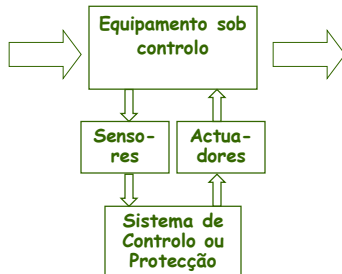 Equipamento sob
controlo
Senso-
res
Actua-
dores
Sistema de
Controlo ou
Protecção